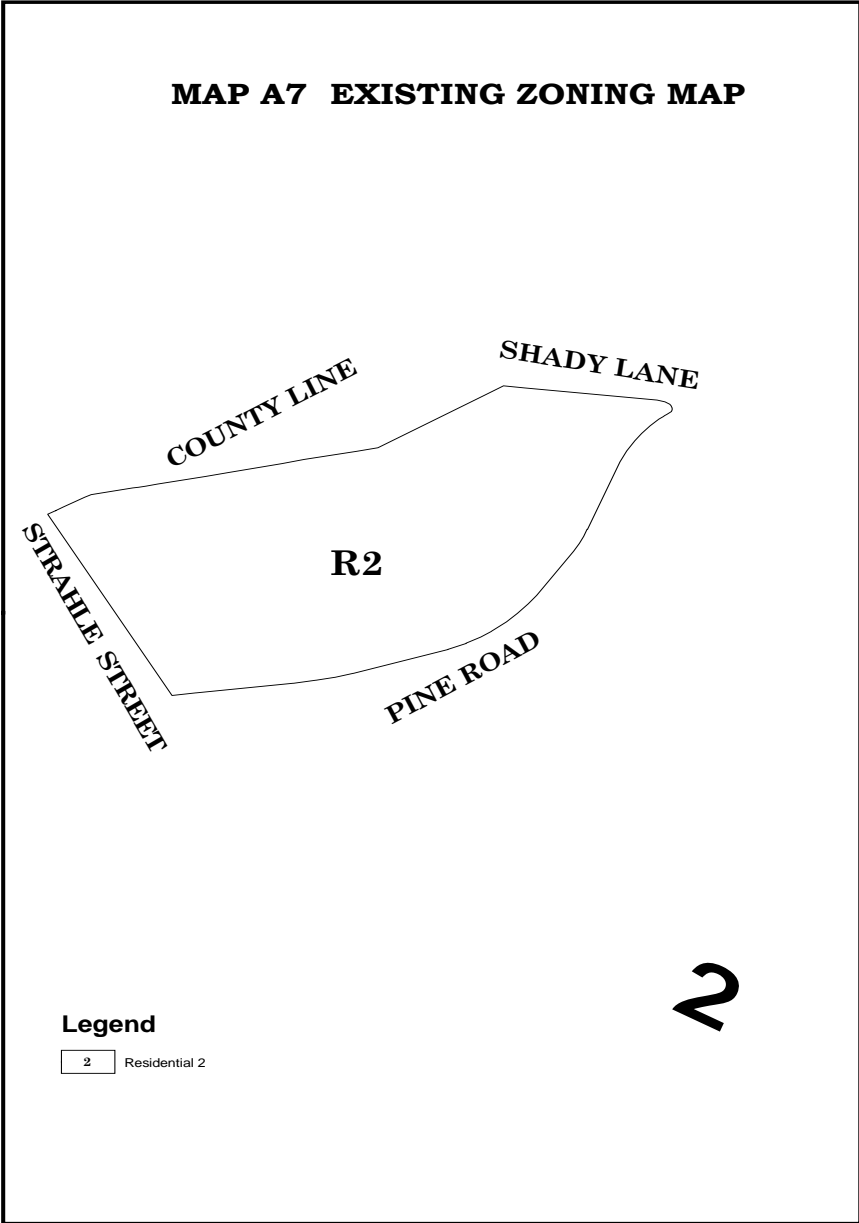 MAP A7 EXISTING ZONING MAP
SHADY LANE
COUNTY LINE
STRAHLE STREET
R2
PINE ROAD
2
Legend
2 Residential 2